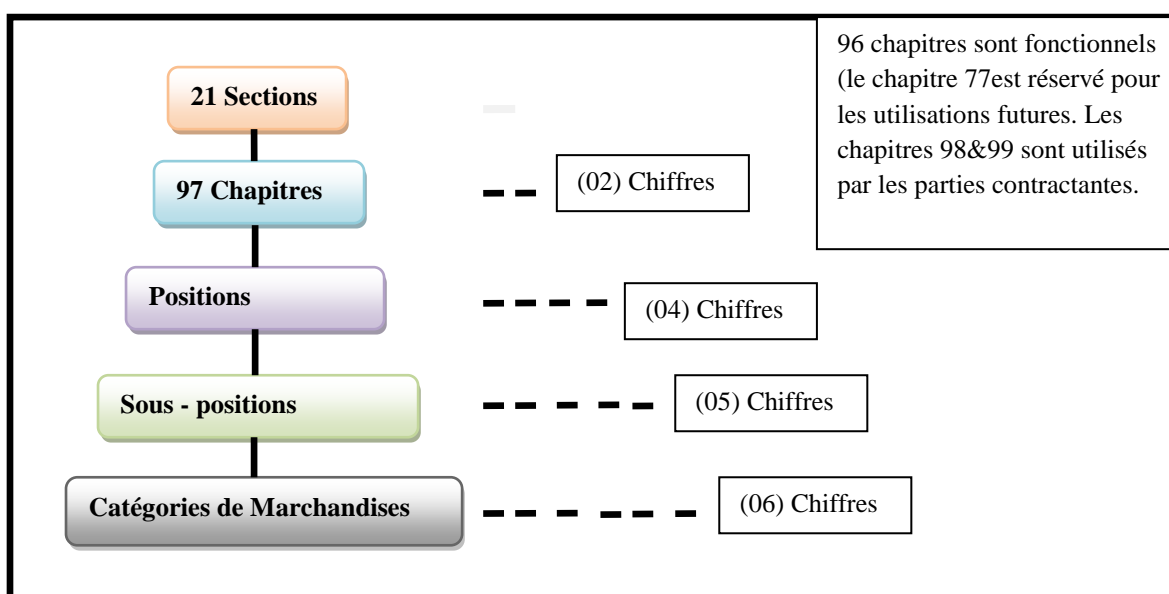 96 chapitres sont fonctionnels
(le chapitre 77est réservé pour
les utilisations futures. Les
chapitres 98&99 sont utilisés
par les parties contractantes.
21 Sections
97 Chapitres
(02) Chiffres
Positions
(04) Chiffres
Sous - positions
(05) Chiffres
Catégories de Marchandises
(06) Chiffres